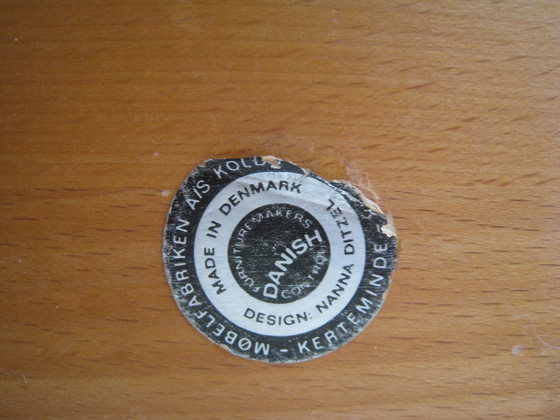 MØBELFABRIKEN A/S KOLD
- KERTEMINDE
MADE IN DENMARK
DESIGN: NANNA DITZEL
FURNITUREMAKERS
DANISH
CONTROL